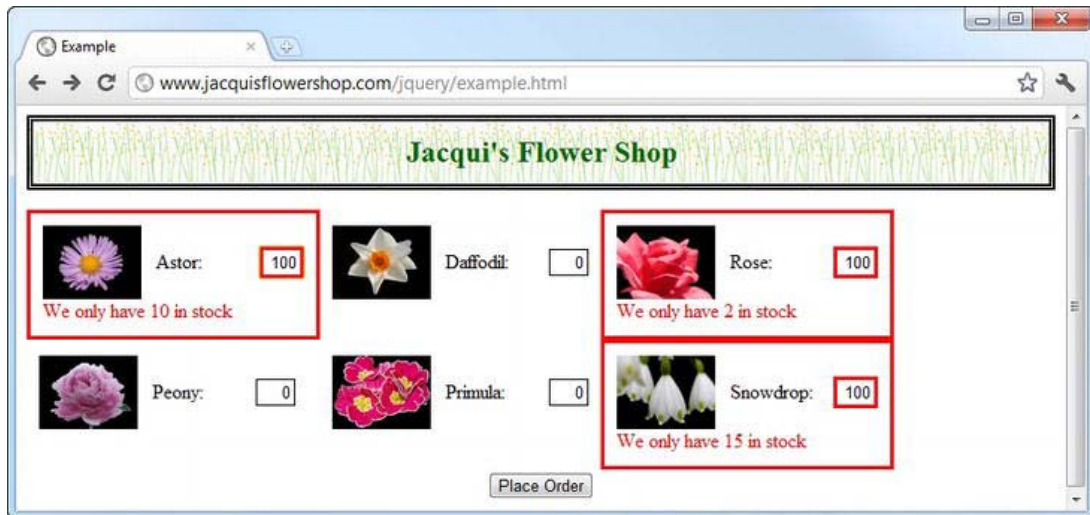 Example
www.jacquisflowershop.com/jquery/example.html
Jacqui's Flower Shop
Astor: 100
We only have 10 in stock
Daffodil: 0
Rose: 100
We only have 2 in stock
Peony: 0
Primula: 0
Snowdrop: 100
We only have 15 in stock
Place Order